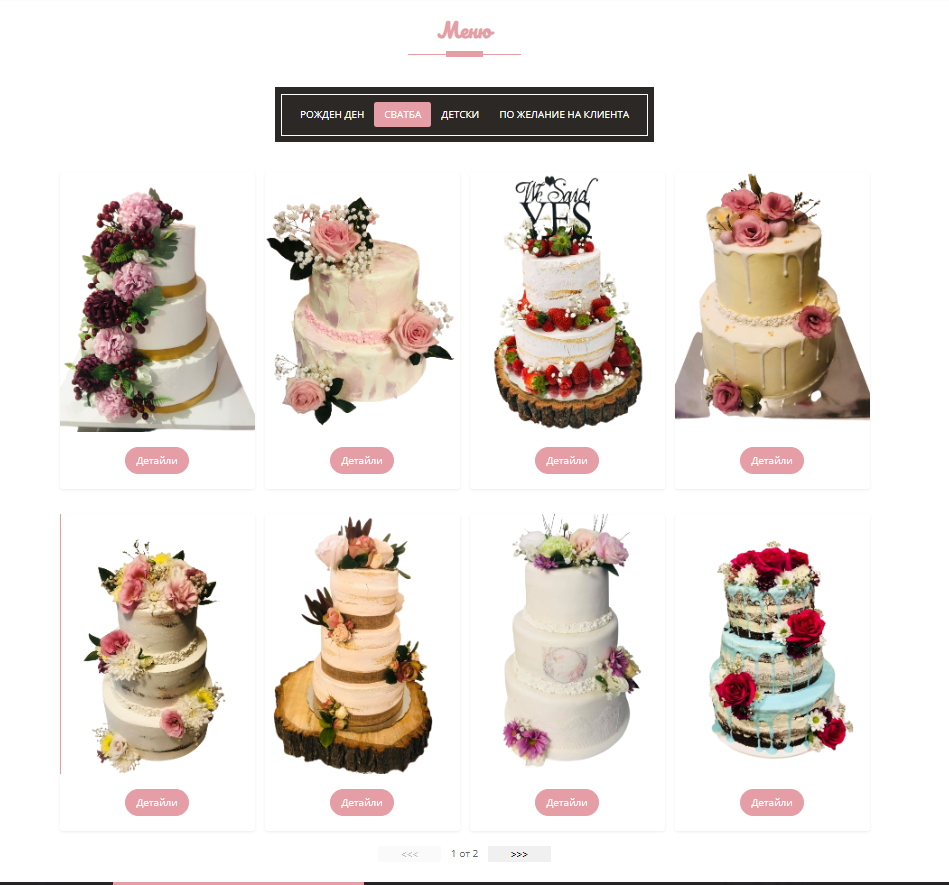 Меню
РОЖДЕН ДЕН СВАТБА ДЕТСКИ ПО ЖЕЛАНИЕ НА КЛИЕНТА
We Said
YES
Детайли Детайли Детайли Детайли
Детайли Детайли Детайли Детайли
<<< 1 от 2 >>>